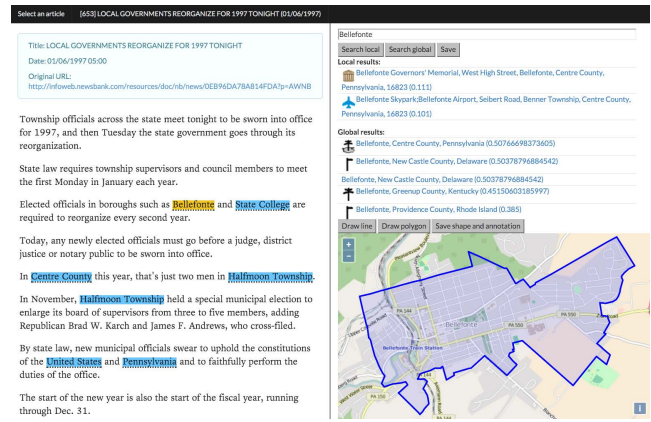 Select an article [653] LOCAL GOVERNMENTS REORGANIZE FOR 1997 TONIGHT (01/06/1997)
Title: LOCAL GOVERNMENTS REORGANIZE FOR 1997 TONIGHT
Date: 01/06/1997 05:00
Original URL:
http://infoweb.newsbank.com/resources/doc/nb/news/0EB96DA78A814FDA?p=AWNB
Township officials across the state meet tonight to be sworn into office
for 1997, and then Tuesday the state government goes through its
reorganization.
State law requires township supervisors and council members to meet
the first Monday in January each year.
Elected officials in boroughs such as Bellefonte and State College are
required to reorganize every second year.
Today, any newly elected officials must go before a judge, district
justice or notary public to be sworn into office.
In Centre County this year, that's just two men in Halfmoon Township.
In November, Halfmoon Township held a special municipal election to
enlarge its board of supervisors from three to five members, adding
Republican Brad W. Karch and James F. Andrews, who cross-filed.
By state law, new municipal officials swear to uphold the constitutions
of the United States and Pennsylvania and to faithfully perform the
duties of the office.
The start of the new year is also the start of the fiscal year, running
through Dec. 31.
Bellefonte
Search local Search global Save
Local results:
Bellefonte Governors' Memorial, West High Street, Bellefonte, Centre County,
Pennsylvania, 16823 (0.111)
Bellefonte Skypark;Bellefonte Airport, Seibert Road, Benner Township, Centre County,
Pennsylvania, 16823 (0.101)
Global results:
Bellefonte, Centre County, Pennsylvania (0.50766698373605)
Bellefonte, New Castle County, Delaware (0.50378796884542)
Bellefonte, New Castle County, Delaware (0.50378796884542)
Bellefonte, Greenup County, Kentucky (0.45150603185997)
Bellefonte, Providence County, Rhode Island (0.385)
Draw line Draw polygon Save shape and annotation
+
−
PA 144
PA 550
Bellefonte
PA 550
Road
Bellefonte Train Station
144
PA 150
i